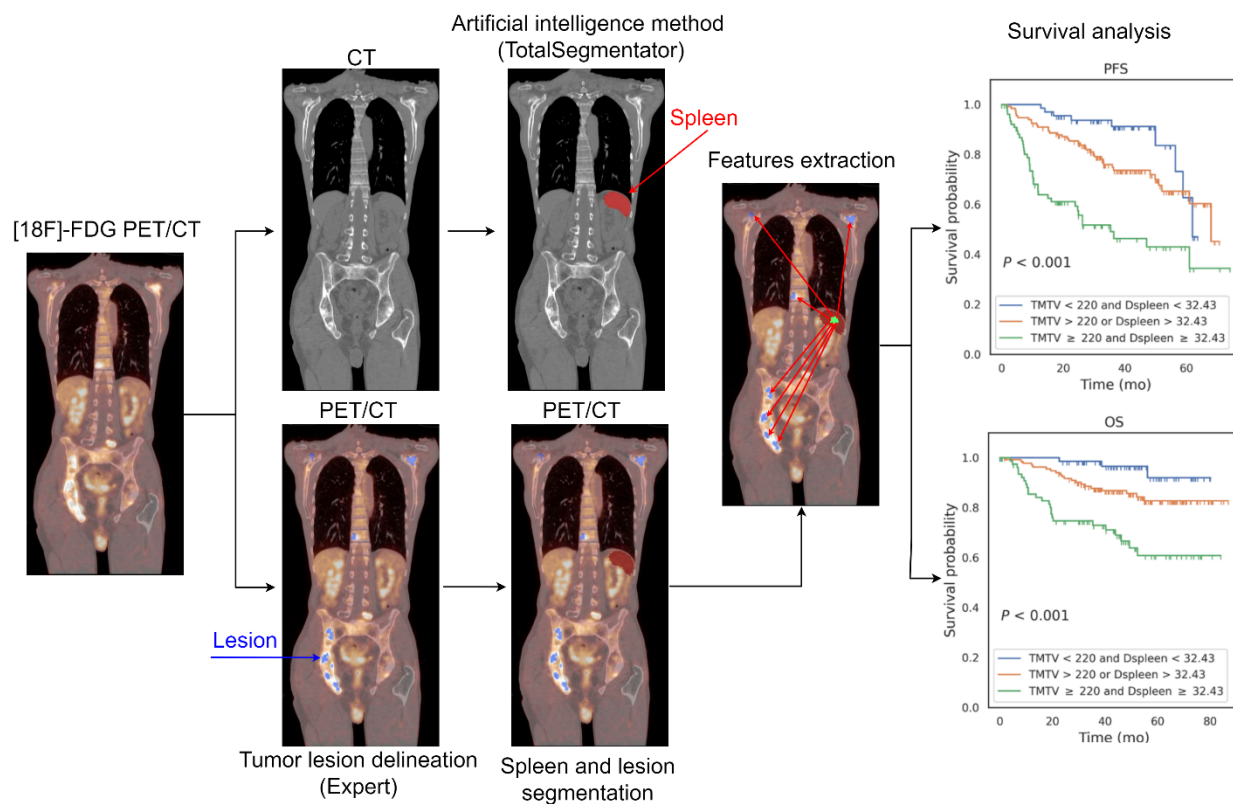 [18F]-FDG PET/CT
CT
Artificial intelligence method
(TotalSegmentator)
Spleen
PET/CT
Lesion
Tumor lesion delineation
(Expert)
PET/CT
Spleen and lesion
segmentation
Features extraction
Survival analysis
PFS
Survival probability
1.0
0.8
0.6
0.4
0.2
0.0
P < 0.001
TMTV < 220 and Dspleen < 32.43
TMTV > 220 or Dspleen > 32.43
TMTV ≥ 220 and Dspleen ≥ 32.43
0 20 40 60
Time (mo)
OS
Survival probability
1.0
0.8
0.6
0.4
0.2
0.0
P < 0.001
TMTV < 220 and Dspleen < 32.43
TMTV > 220 or Dspleen > 32.43
TMTV ≥ 220 and Dspleen ≥ 32.43
0 20 40 60 80
Time (mo)